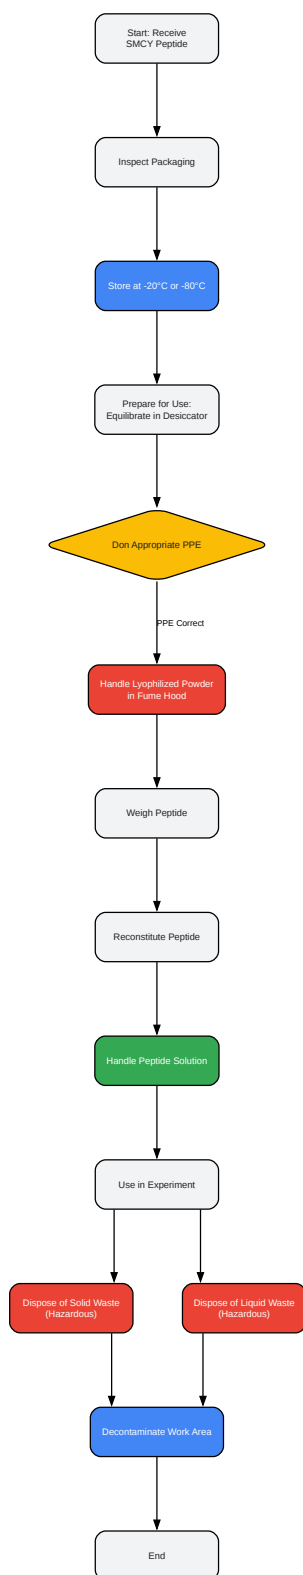 Start: Receive
SMCY Peptide
Inspect Packaging
Store at -20°C or -80°C
Prepare for Use:
Equilibrate in Desiccator
Don Appropriate PPE
PPE Correct
Handle Lyophilized Powder
in Fume Hood
Weigh Peptide
Reconstitute Peptide
Handle Peptide Solution
Use in Experiment
Dispose of Solid Waste
(Hazardous)
Dispose of Liquid Waste
(Hazardous)
Decontaminate Work Area
End